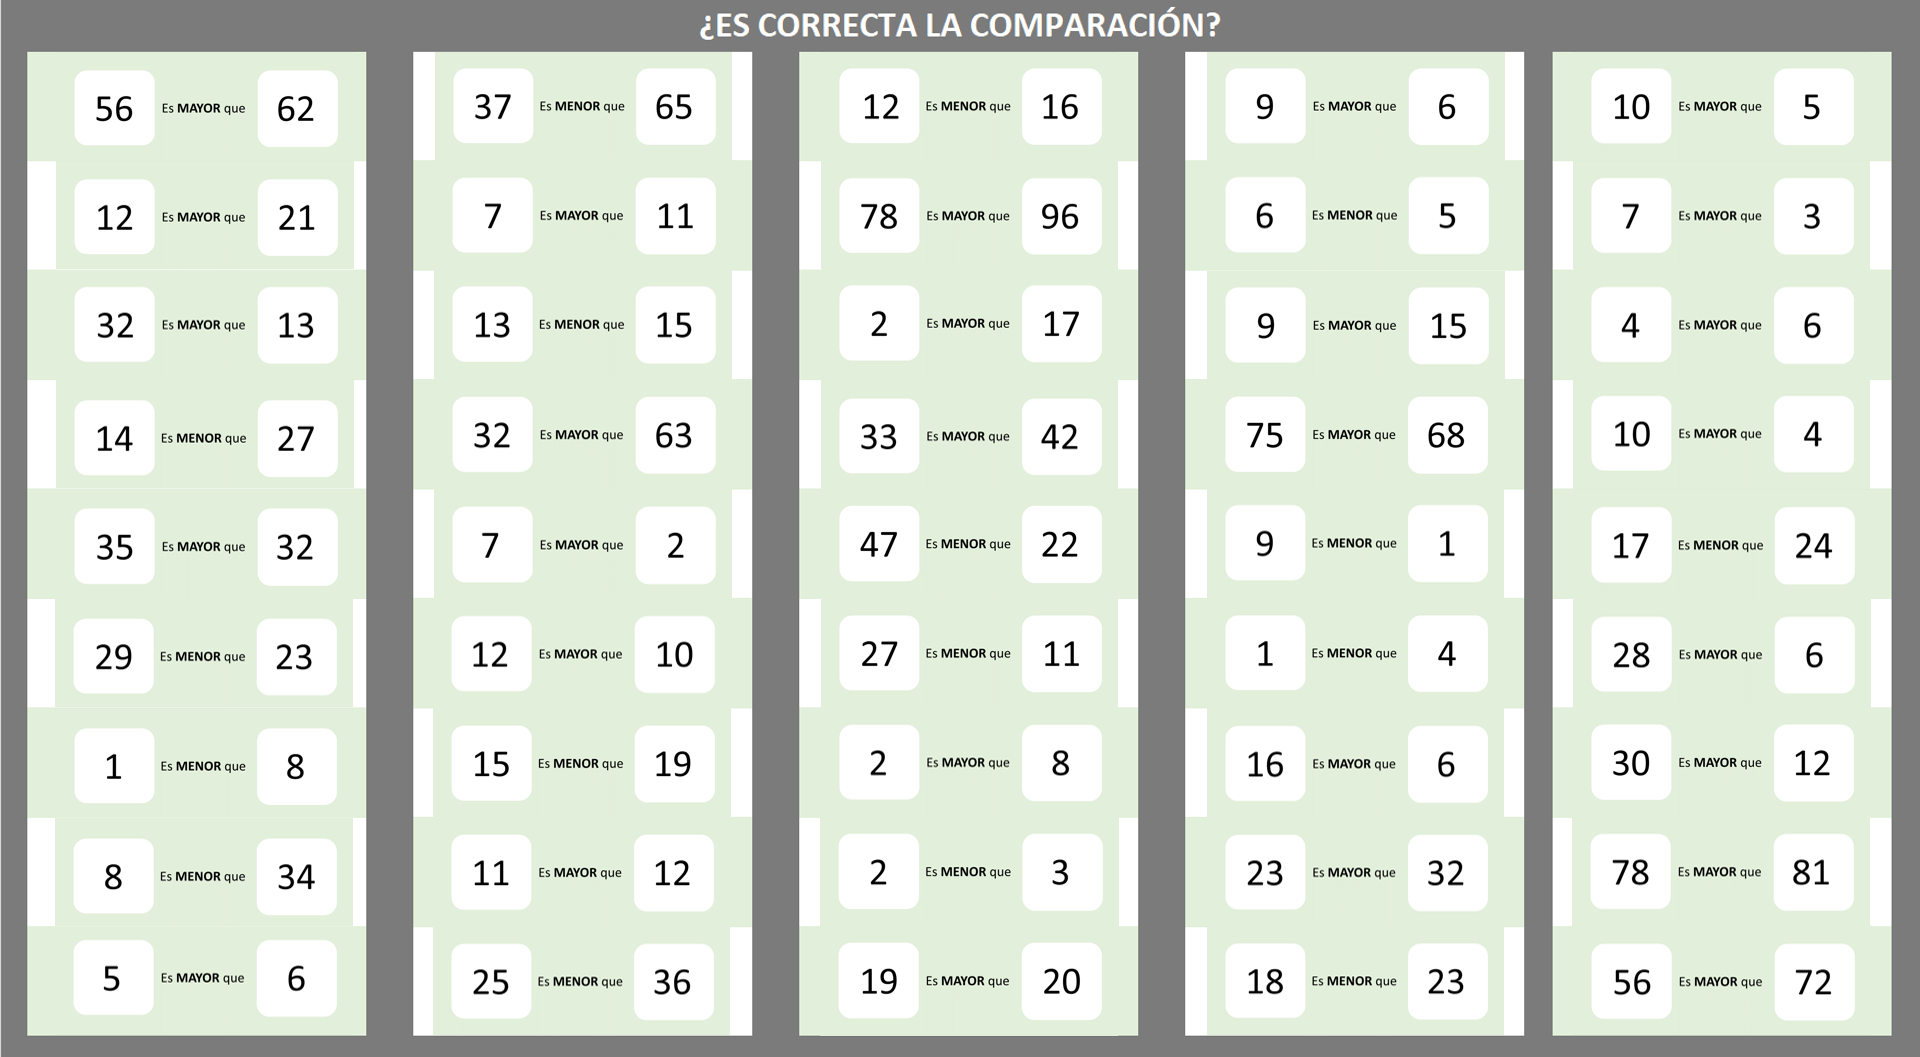 ¿ES CORRECTA LA COMPARACIÓN?
56 Es MAYOR que 62
12 Es MAYOR que 21
32 Es MAYOR que 13
14 Es MENOR que 27
35 Es MAYOR que 32
29 Es MENOR que 23
1 Es MENOR que 8
8 Es MENOR que 34
5 Es MAYOR que 6
37 Es MENOR que 65
7 Es MAYOR que 11
13 Es MENOR que 15
32 Es MAYOR que 63
7 Es MAYOR que 2
12 Es MAYOR que 10
15 Es MENOR que 19
11 Es MAYOR que 12
25 Es MENOR que 36
12 Es MENOR que 16
78 Es MAYOR que 96
2 Es MAYOR que 17
33 Es MAYOR que 42
47 Es MENOR que 22
27 Es MENOR que 11
2 Es MAYOR que 8
2 Es MENOR que 3
19 Es MAYOR que 20
9 Es MAYOR que 6
6 Es MENOR que 5
9 Es MAYOR que 15
75 Es MAYOR que 68
9 Es MENOR que 1
1 Es MENOR que 4
16 Es MAYOR que 6
23 Es MAYOR que 32
18 Es MENOR que 23
10 Es MAYOR que 5
7 Es MAYOR que 3
4 Es MAYOR que 6
10 Es MAYOR que 4
17 Es MENOR que 24
28 Es MAYOR que 6
30 Es MAYOR que 12
78 Es MAYOR que 81
56 Es MAYOR que 72